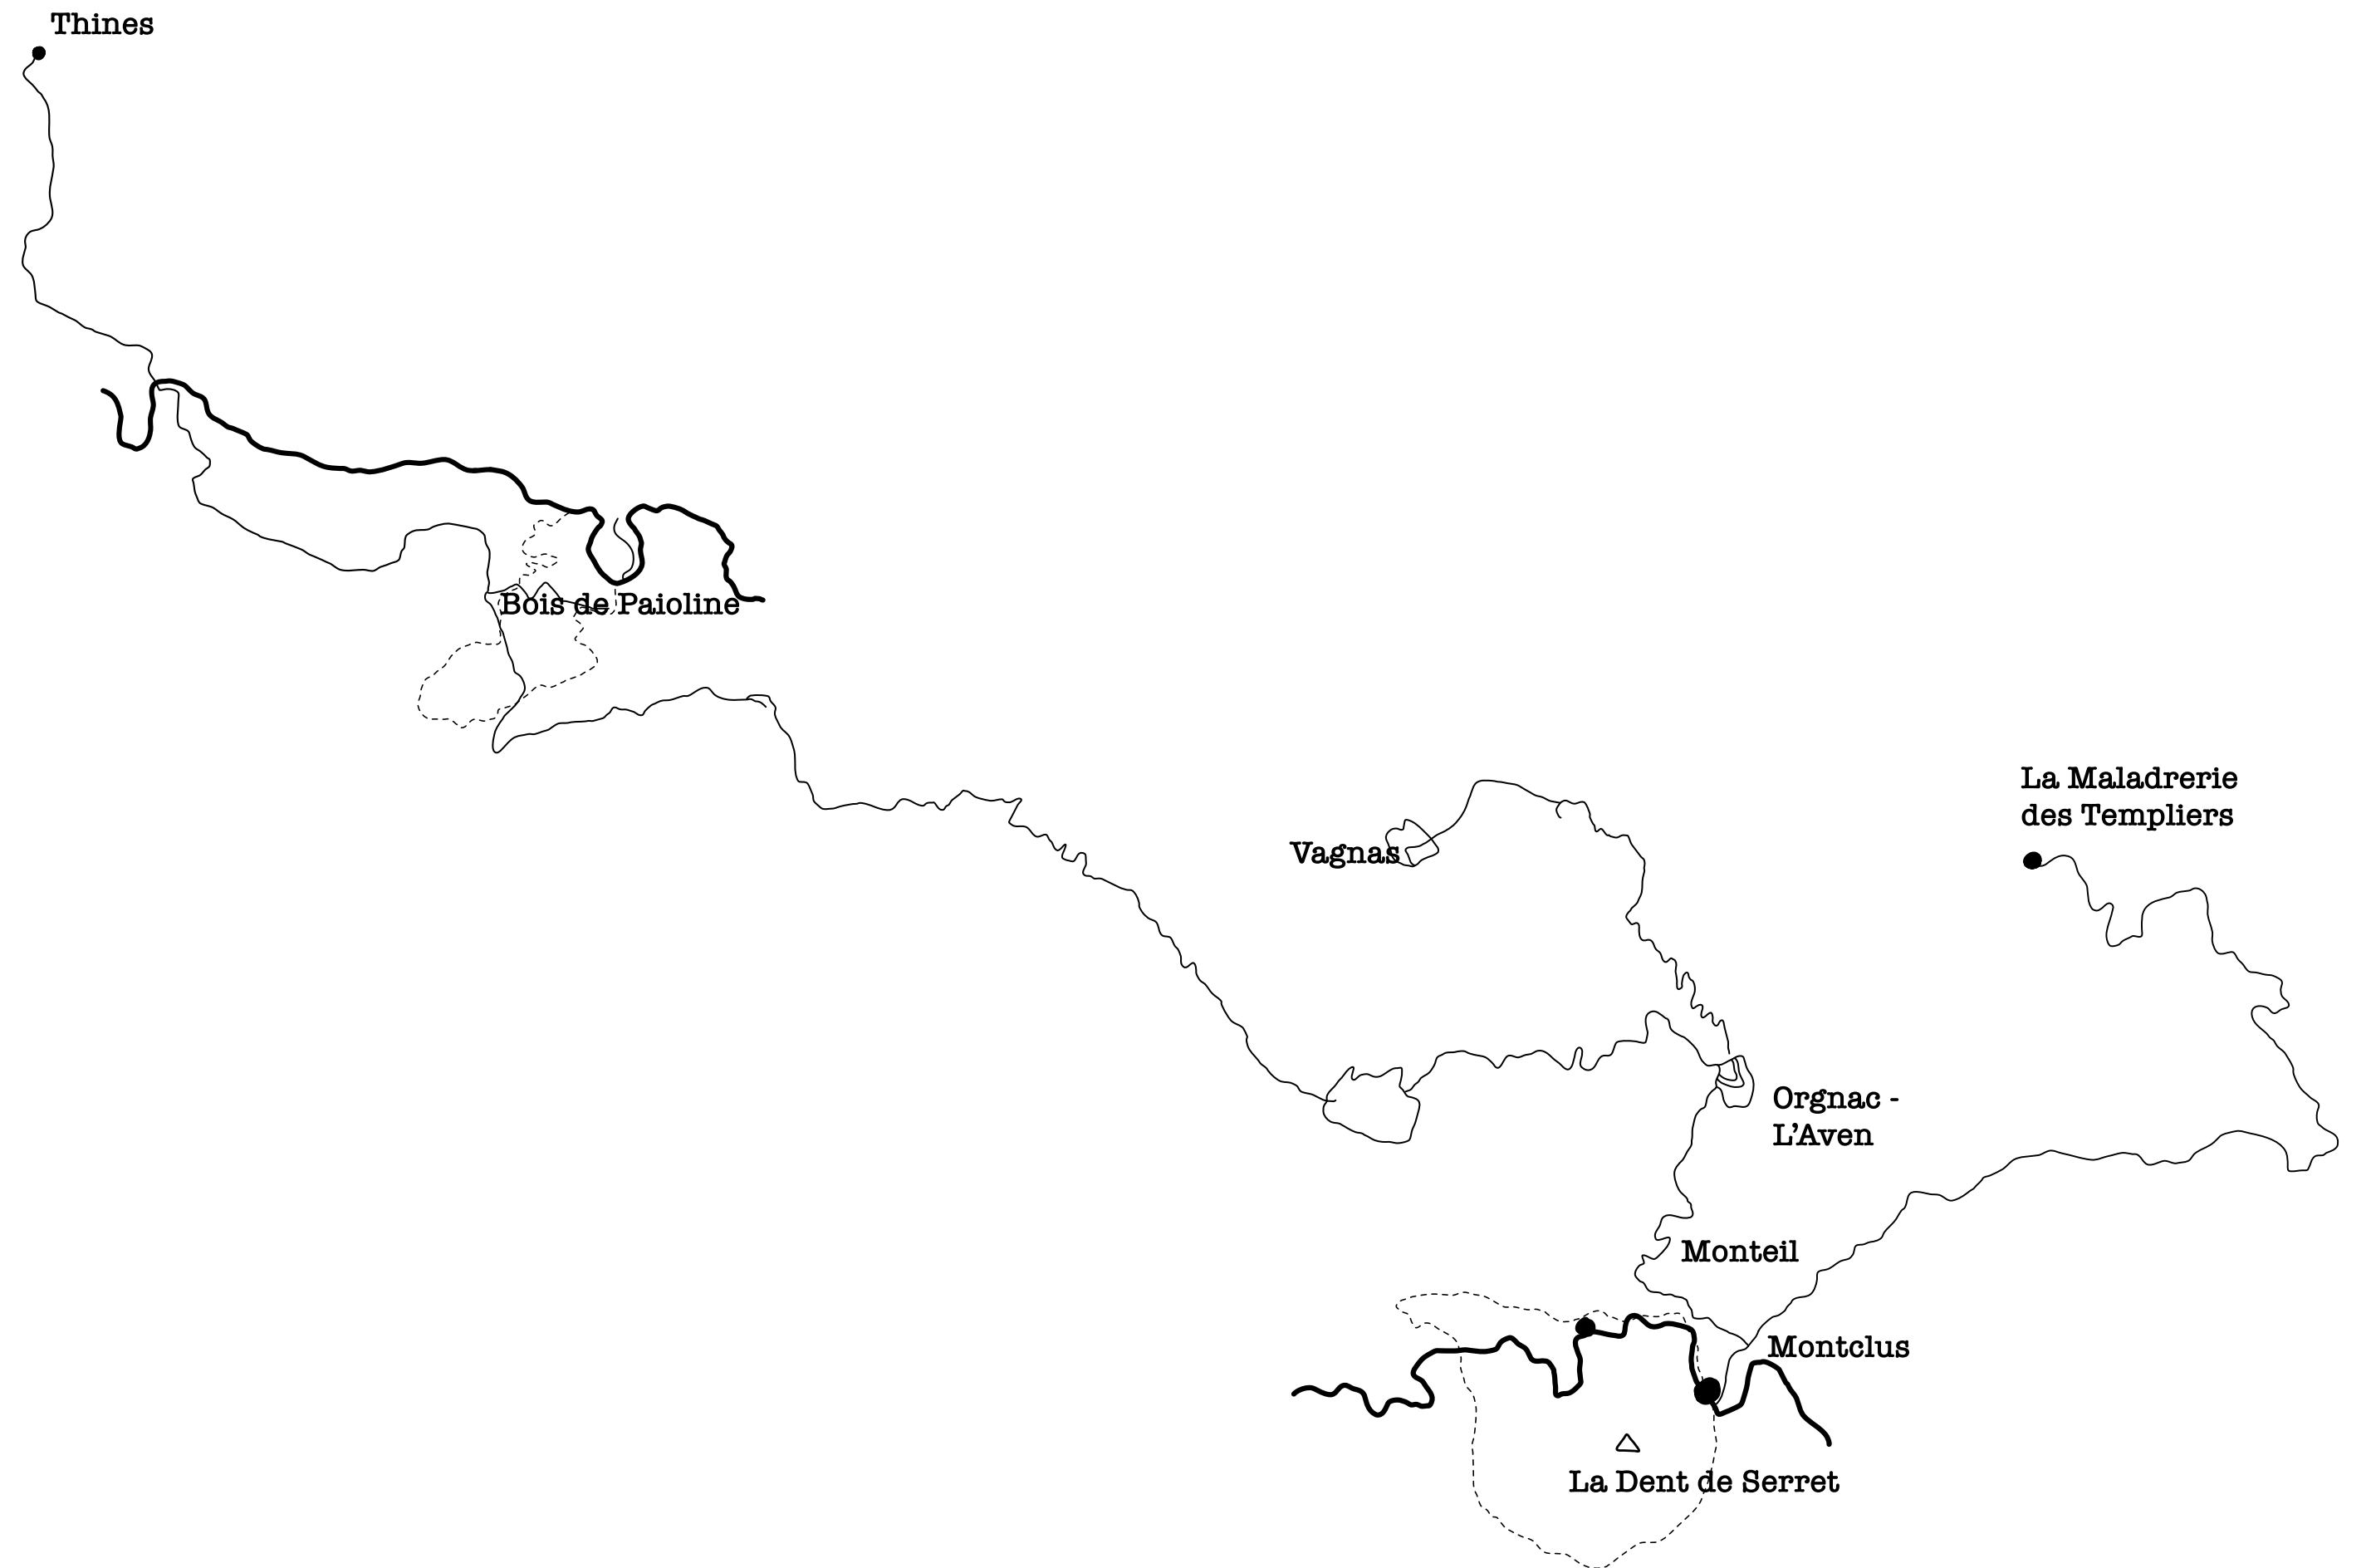 Thines
Bois de Paioline
La Maladrerie
des Templiers
Vagnas
Orgnac -
L'Aven
Monteil
Montclus
La Dent de Serret